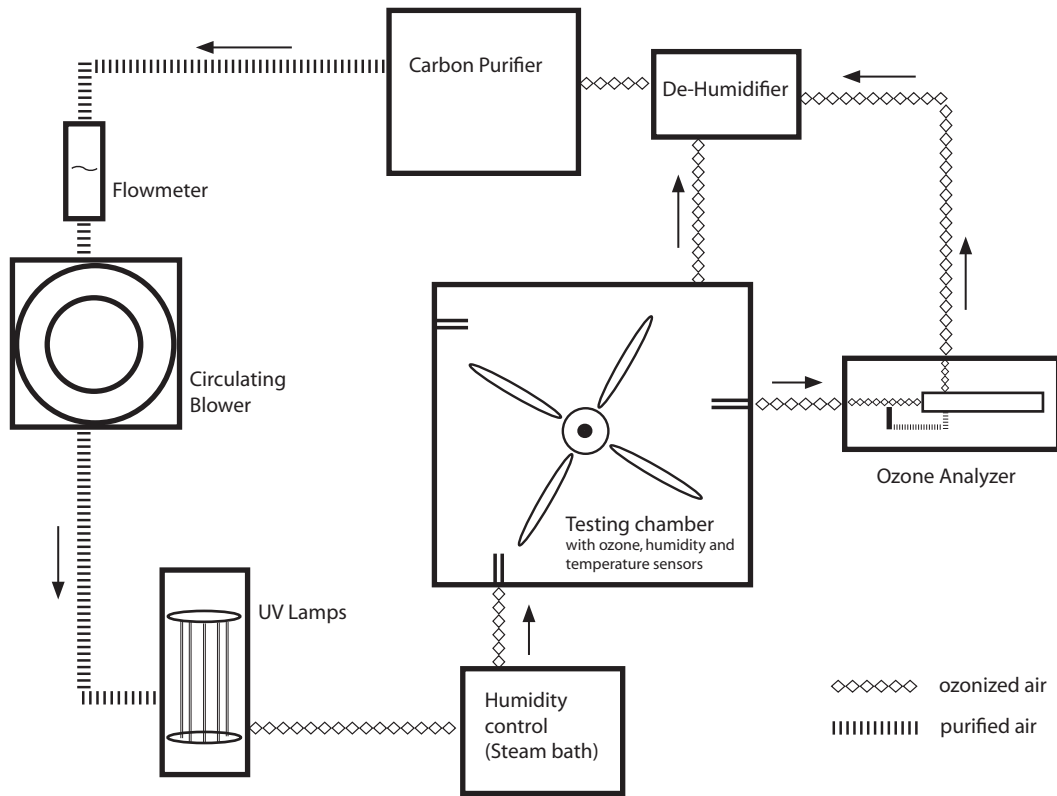 Carbon Purifier
De-Humidifier
Flowmeter
Circulating
Blower
Ozone Analyzer
Testing chamber
with ozone, humidity and
temperature sensors
UV Lamps
Humidity
control
(Steam bath)
ozonized air
purified air